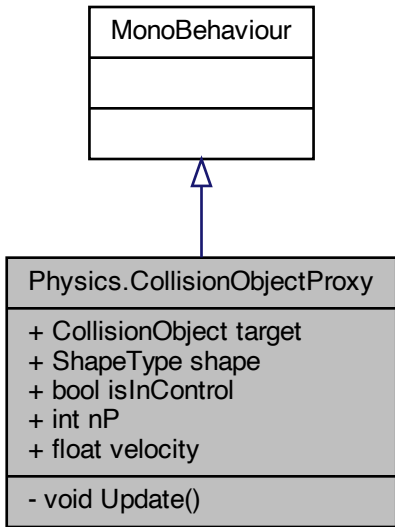 MonoBehaviour
Physics.CollisionObjectProxy
+ CollisionObject target
+ ShapeType shape
+ bool isInControl
+ int nP
+ float velocity
- void Update()